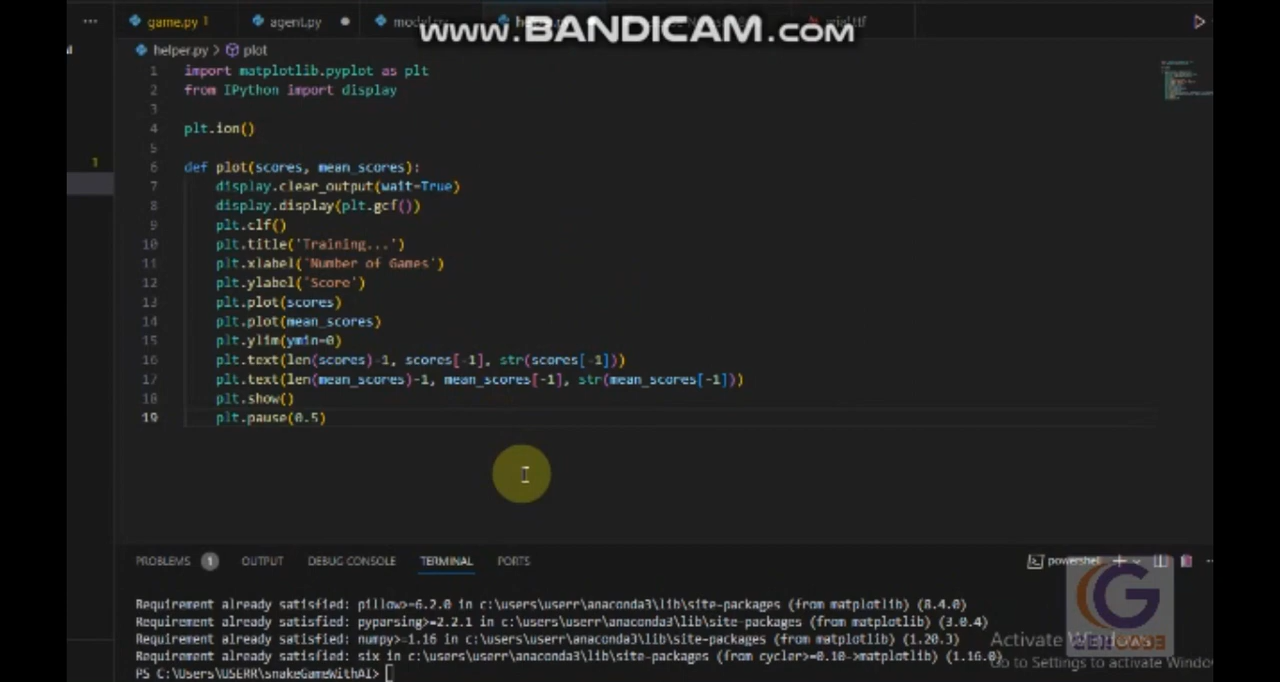 game.py 1
agent.py
www.BANDICAM.com
helper.py > plot
1 import matplotlib.pyplot as plt
2 from IPython import display
3
4 plt.ion()
5
6 def plot(scores, mean_scores):
7 display.clear_output(wait=True)
8 display.display(plt.gcf())
9 plt.clf()
10 plt.title('Training...')
11 plt.xlabel('Number of Games')
12 plt.ylabel('Score')
13 plt.plot(scores)
14 plt.plot(mean_scores)
15 plt.ylim(ymin=0)
16 plt.text(len(scores)-1, scores[-1], str(scores[-1]))
17 plt.text(len(mean_scores)-1, mean_scores[-1], str(mean_scores[-1]))
18 plt.show()
19 plt.pause(0.5)
1
PROBLEMS 1 OUTPUT DEBUG CONSOLE TERMINAL PORTS
powershell
Requirement already satisfied: pillow>=6.2.0 in c:\users\userr\anaconda3\lib\site-packages (from matplotlib) (8.4.0)
Requirement already satisfied: pyparsing>=2.2.1 in c:\users\userr\anaconda3\lib\site-packages (from matplotlib) (3.0.4)
Requirement already satisfied: numpy>=1.16 in c:\users\userr\anaconda3\lib\site-packages (from matplotlib) (1.20.3)
Requirement already satisfied: six in c:\users\userr\anaconda3\lib\site-packages (from cycler>=0.10->matplotlib) (1.16.0)
PS C:\Users\USERR\snakeGameWithAI>
Activate Windows
Go to Settings to activate Windo